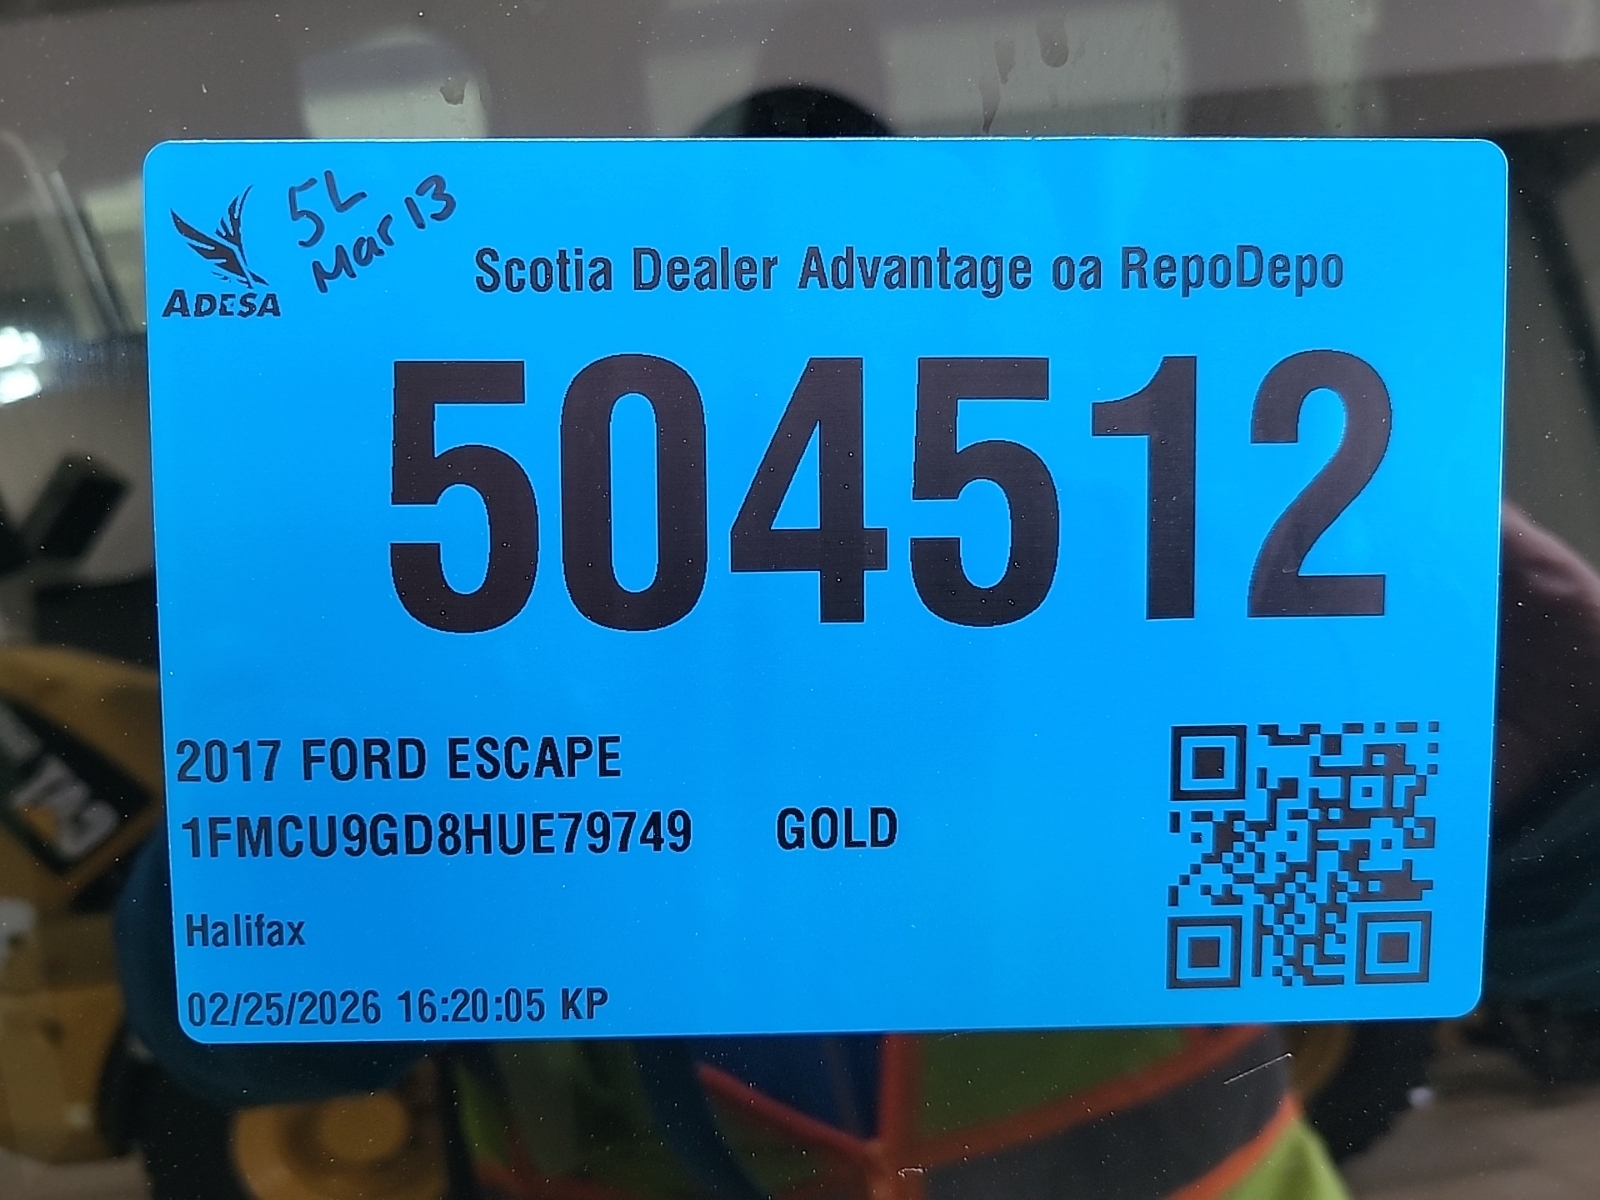 5L
Mar 13
ADESA
Scotia Dealer Advantage oa RepoDepo
504512
2017 FORD ESCAPE
1FMCU9GD8HUE79749 GOLD
Halifax
02/25/2026 16:20:05 KP